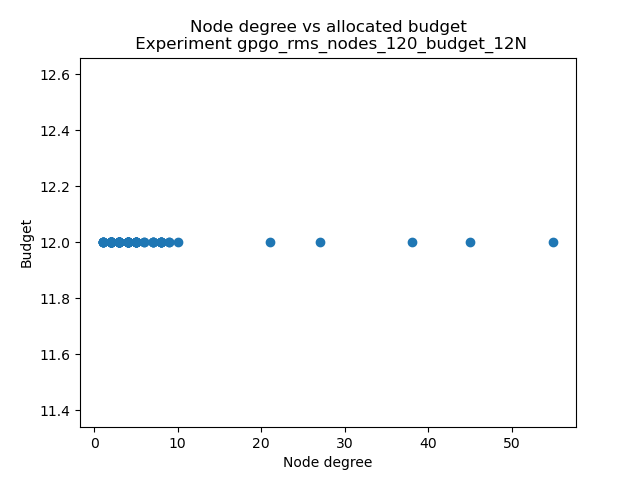 Node degree vs allocated budget
Experiment gpgo_rms_nodes_120_budget_12N
12.6
12.4
12.2
12.0
11.8
11.6
11.4
Budget
0 10 20 30 40 50
Node degree